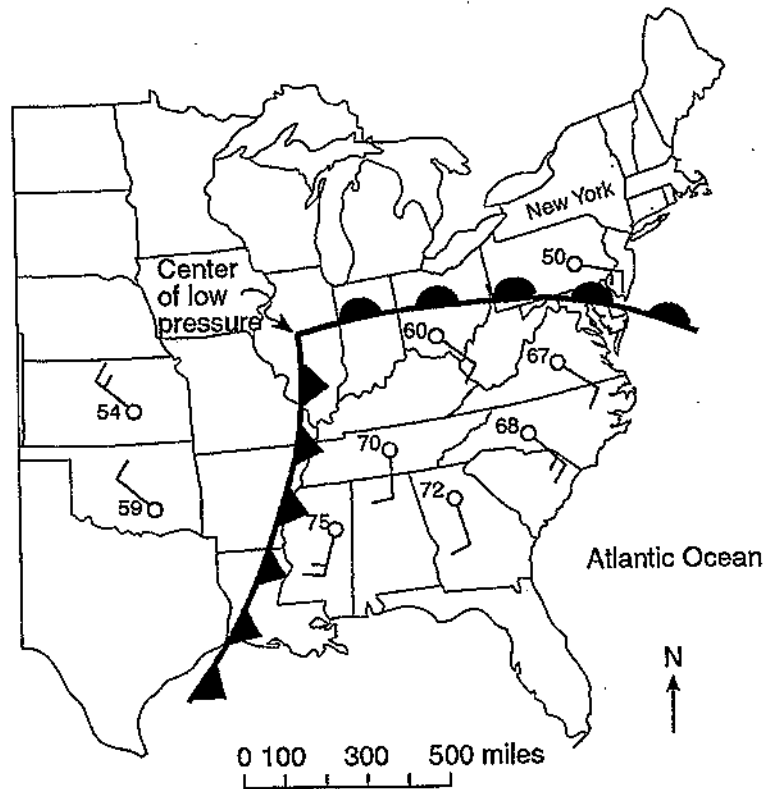 New York
50
Center
of low
pressure
60
67
54
70
68
59
72
75
Atlantic Ocean
N
0 100 300 500 miles